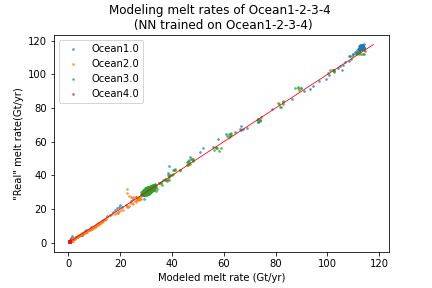 Modeling melt rates of Ocean1-2-3-4
(NN trained on Ocean1-2-3-4)
120
100
80
60
40
20
0
"Real" melt rate(Gt/yr)
Ocean1.0
Ocean2.0
Ocean3.0
Ocean4.0
0 20 40 60 80 100 120
Modeled melt rate (Gt/yr)